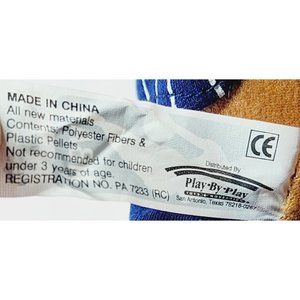 MADE IN CHINA
All new materials
Contents, Polyester Fibers &
Plastic Pellets
Not recommended for children
under 3 years of age.
REGISTRATION NO. PA 7233 (RC)
CE
Distributed By
Play·By·Play
San Antonio, Texas